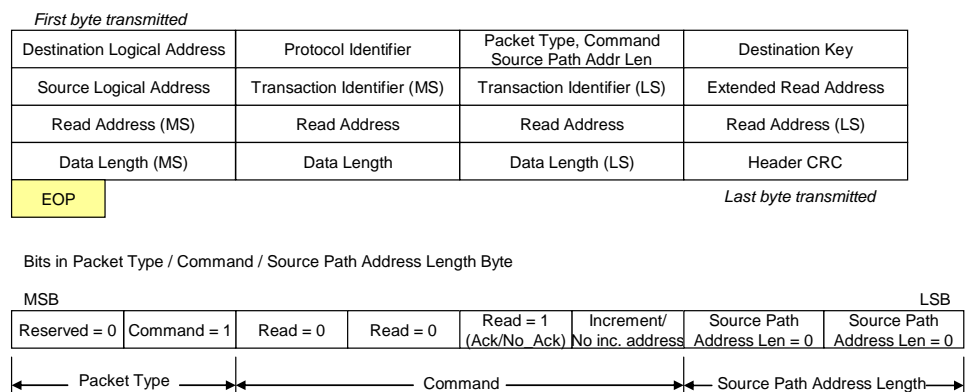 First byte transmitted
Destination Logical Address
Protocol Identifier
Packet Type, Command
Source Path Addr Len
Destination Key
Source Logical Address
Transaction Identifier (MS)
Transaction Identifier (LS)
Extended Read Address
Read Address (MS)
Read Address
Read Address
Read Address (LS)
Data Length (MS)
Data Length
Data Length (LS)
Header CRC
EOP
Last byte transmitted
Bits in Packet Type / Command / Source Path Address Length Byte
MSB
LSB
Reserved = 0
Command = 1
Read = 0
Read = 0
Read = 1
(Ack/No_Ack)
Increment/
No inc. address
Source Path
Address Len = 0
Source Path
Address Len = 0
Packet Type
Command
Source Path Address Length